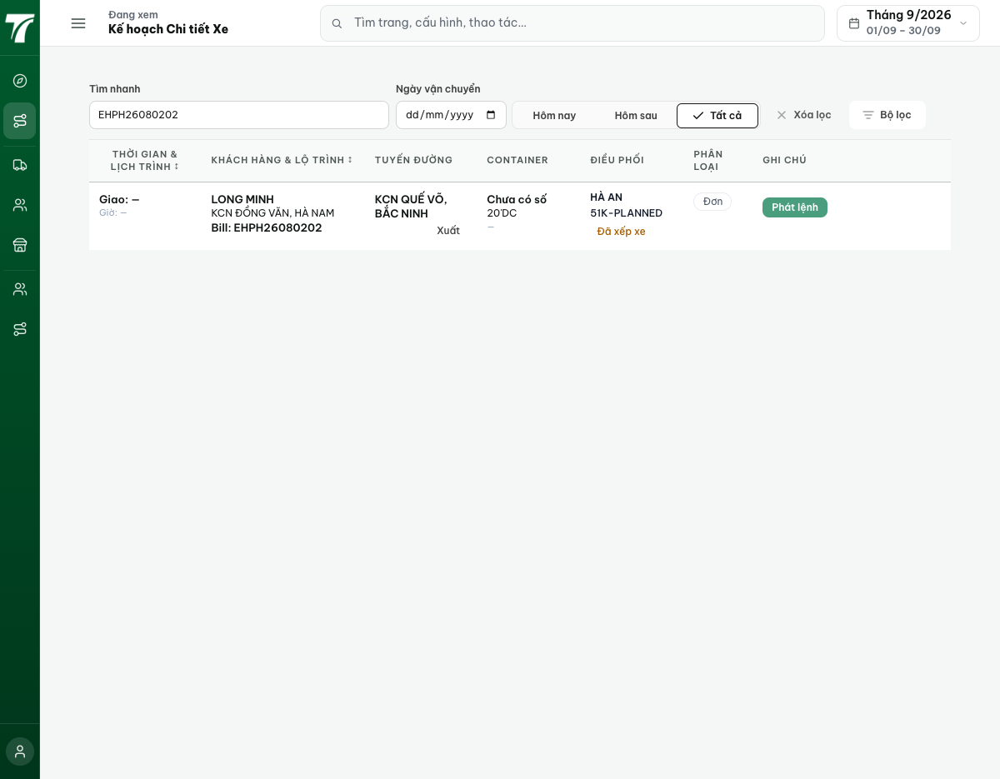 Đang xem
Kế hoạch Chi tiết Xe
Tìm trang, cấu hình, thao tác...
Tháng 9/2026
01/09 – 30/09
Tìm nhanh
Ngày vận chuyển
EHPH26080202
dd/mm/yyyy
Hôm nay
Hôm sau
Tất cả
Xóa lọc
Bộ lọc
THỜI GIAN &
LỊCH TRÌNH ↕
KHÁCH HÀNG & LỘ TRÌNH ↕
TUYẾN ĐƯỜNG
CONTAINER
ĐIỀU PHỐI
PHÂN
LOẠI
GHI CHÚ
Giao: —
Giờ: —
LONG MINH
KCN ĐỒNG VĂN, HÀ NAM
Bill: EHPH26080202
KCN QUẾ VÕ,
BẮC NINH
Xuất
Chưa có số
20'DC
—
HÀ AN
51K-PLANNED
Đã xếp xe
Đơn
Phát lệnh